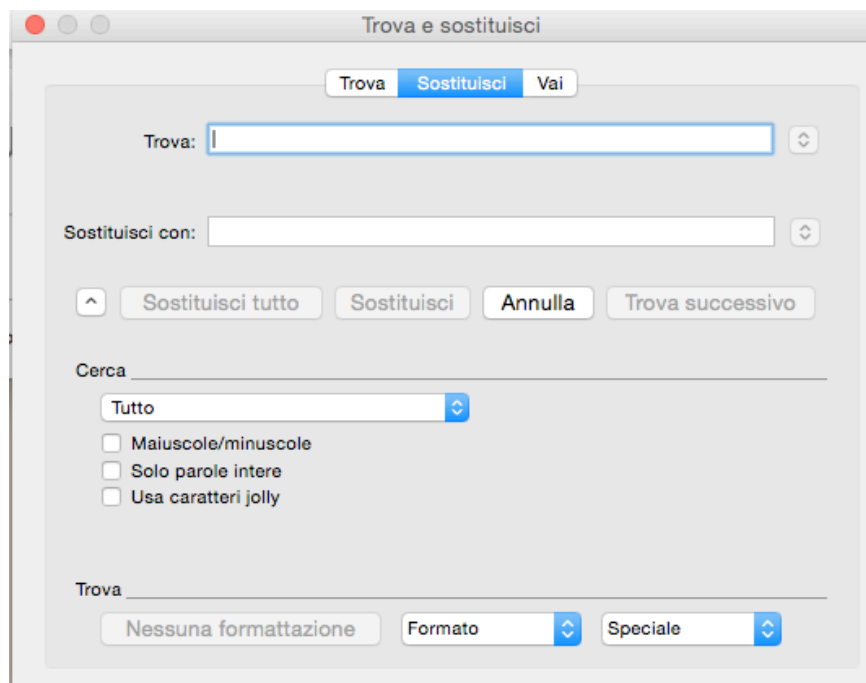 Trova e sostituisci
Trova Sostituisci Vai
Trova:
Sostituisci con:
Sostituisci tutto Sostituisci Annulla Trova successivo
Cerca
Tutto
Maiuscole/minuscole
Solo parole intere
Usa caratteri jolly
Trova
Nessuna formattazione Formato Speciale